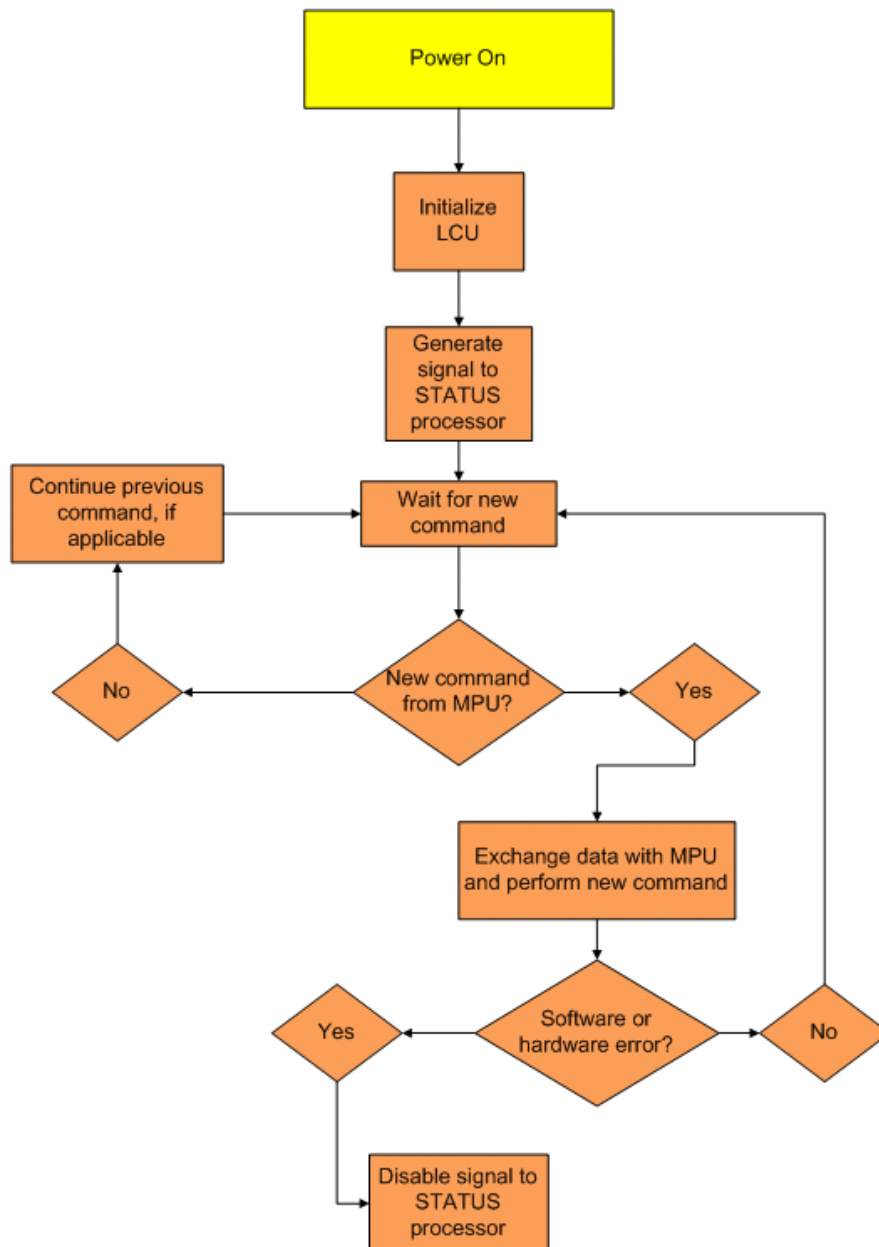 Power On
Initialize
LCU
Generate
signal to
STATUS
processor
Continue previous
command, if
applicable
Wait for new
command
No
New command
from MPU?
Yes
Exchange data with MPU
and perform new command
Yes
Software or
hardware error?
No
Disable signal to
STATUS
processor